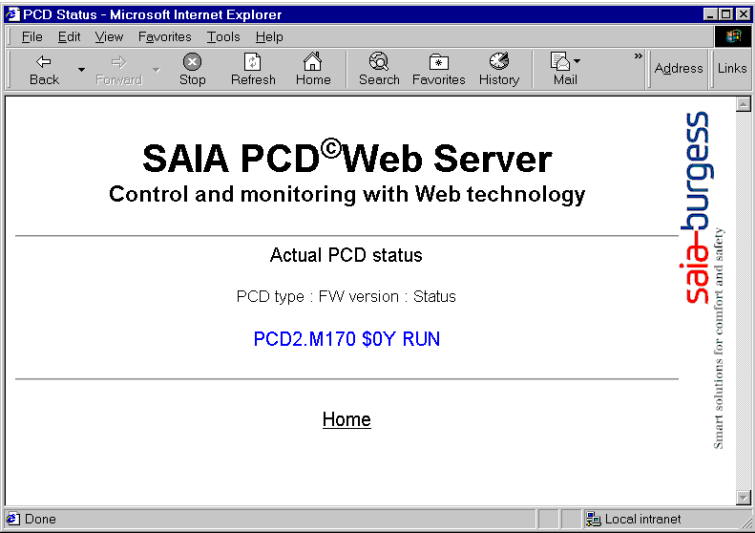 PCD Status - Microsoft Internet Explorer
File Edit View Favorites Tools Help
Back Forward Stop Refresh Home Search Favorites History Mail » Address Links
SAIA PCD©Web Server
Control and monitoring with Web technology
Actual PCD status
PCD type : FW version : Status
PCD2.M170 $0Y RUN
Home
saia-burgess
Smart solutions for comfort and safety
Done Local intranet